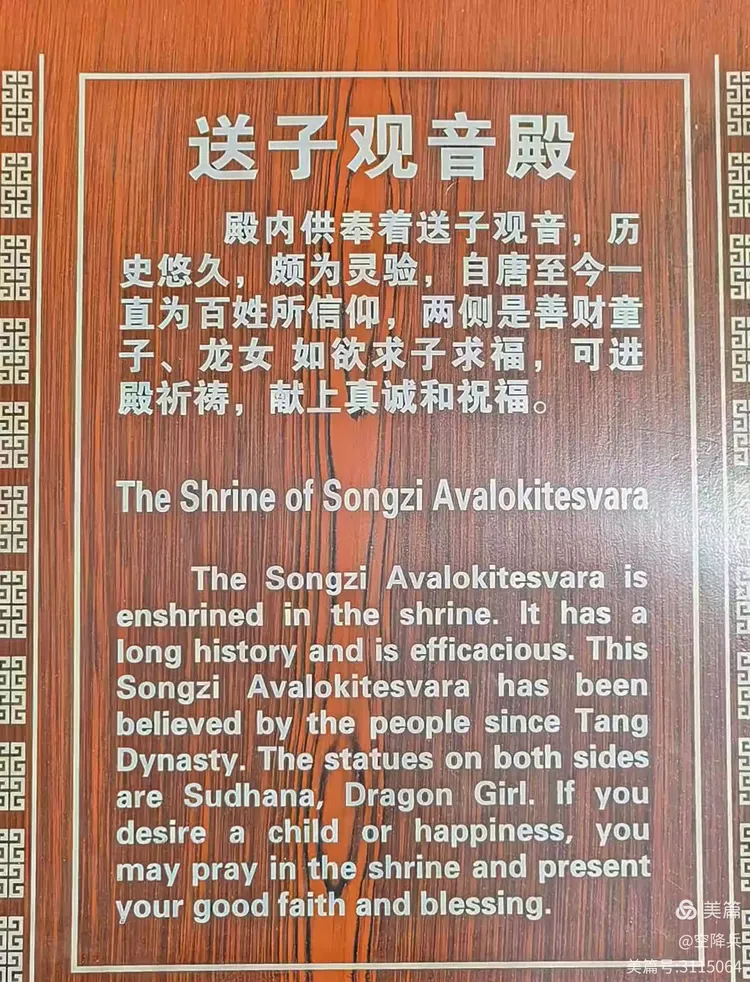 送子观音殿
殿内供奉着送子观音，历
史悠久，颇为灵验，自唐至今一
直为百姓所信仰，两侧是善财童
子、龙女 如欲求子求福，可进
殿祈祷，献上真诚和祝福。
The Shrine of Songzi Avalokitesvara
The Songzi Avalokitesvara is
enshrined in the shrine. It has a
long history and is efficacious. This
Songzi Avalokitesvara has been
believed by the people since Tang
Dynasty. The statues on both sides
are Sudhana, Dragon Girl. If you
desire a child or happiness, you
may pray in the shrine and present
your good faith and blessing.
美篇
@空降兵
美篇号:3115064